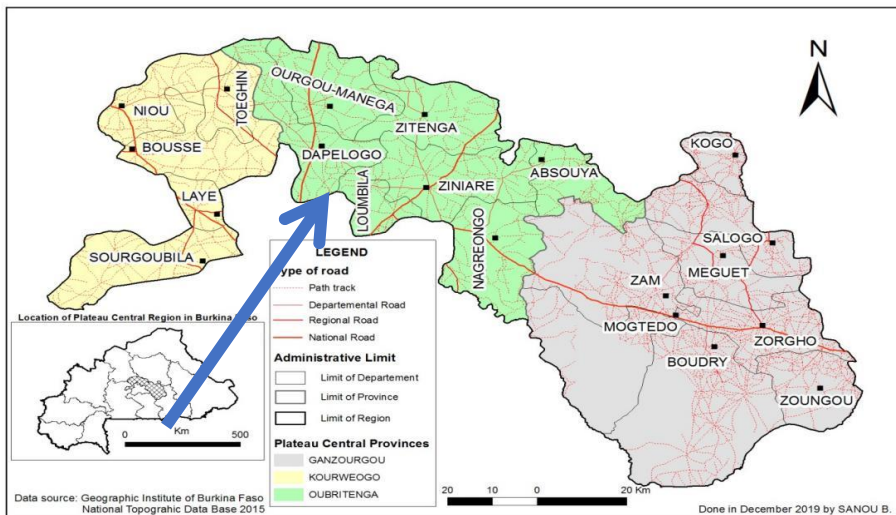 N
KOGO
OURGOU-MANEGA
TOEGHIN
NIOU
ZITENGA
BOUSSE
DAPELOGO
ABSOUYA
ZINIARE
LOUMBILA
LAYE
SALOGO
NAGREONGO
MEGUET
SOURGOUBILA
ZAM
MOGTEDO
ZORGHO
BOUDRY
ZOUNGOU
LEGEND
Type of road
Path track
Departemental Road
Regional Road
National Road
Administrative Limit
Limit of Departement
Limit of Province
Limit of Region
Plateau Central Provinces
GANZOURGOU
KOURWEOGO
OUBRITENGA
Location of Plateau Central Region in Burkina Faso
Km
0 500
20 10 0 20 Km
Data source: Geographic Institute of Burkina Faso
National Topograhic Data Base 2015
Done in December 2019 by SANOU B.